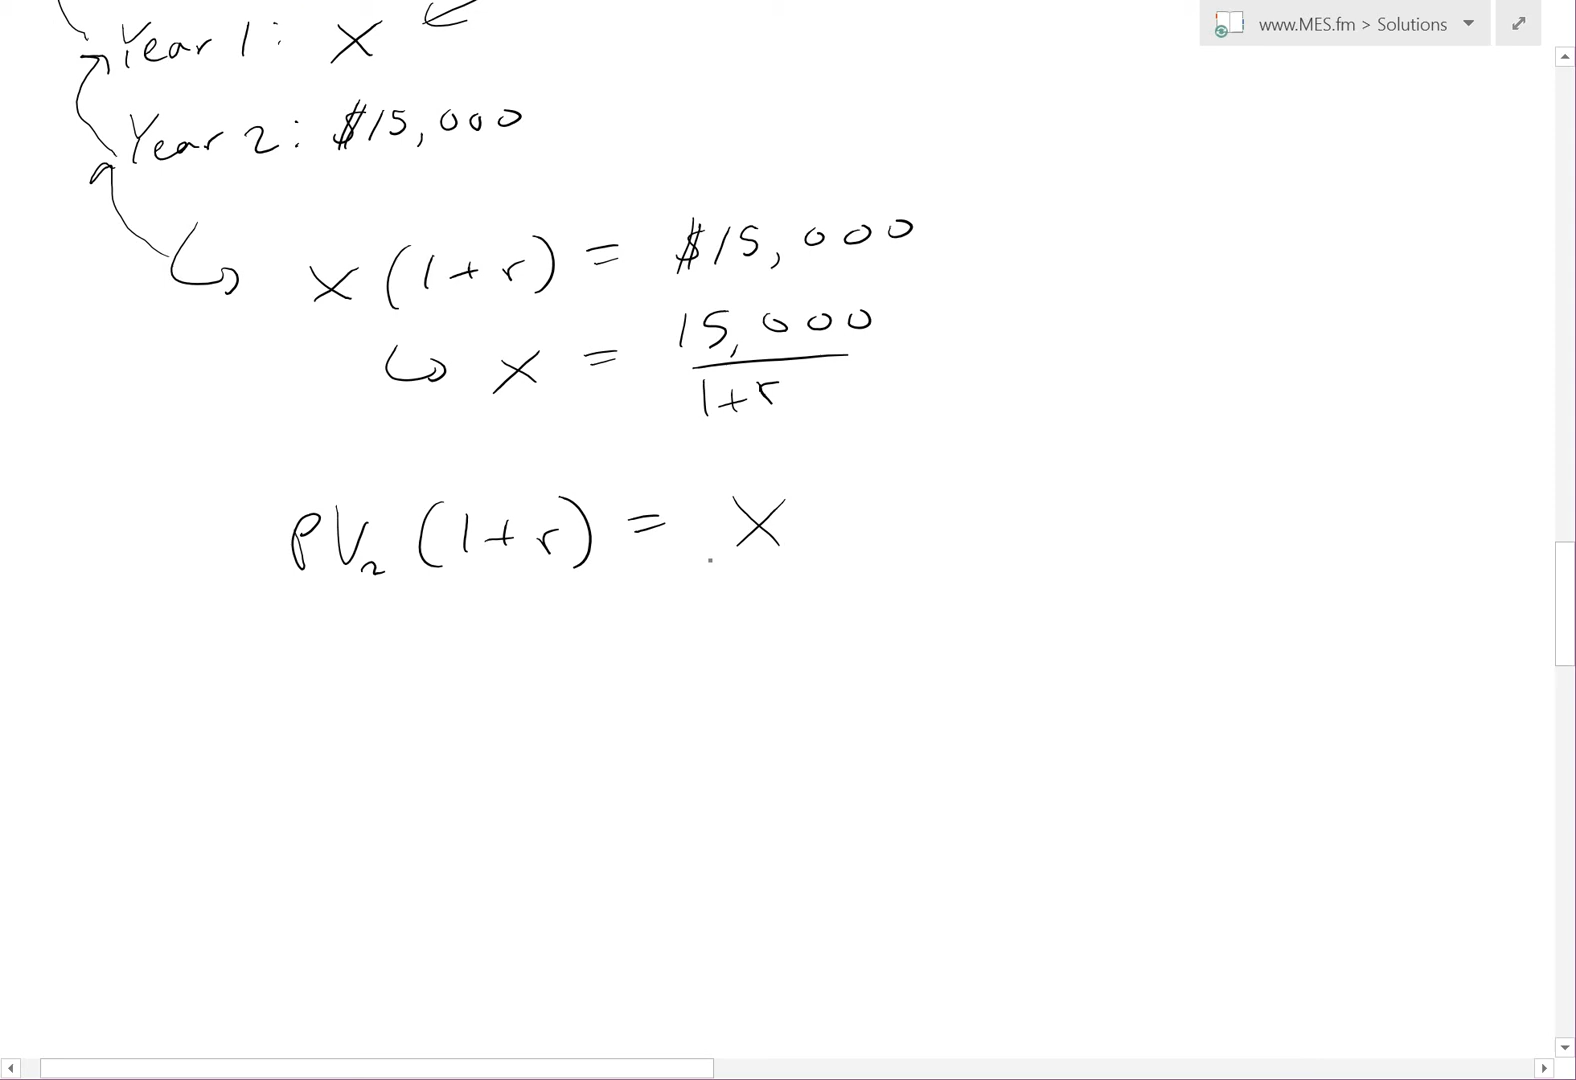 www.MES.fm > Solutions
Year 1: X
Year 2: $15,000
x(1+r) = $15,000
x = 15,000
1+r
PV₂(1+r) = X